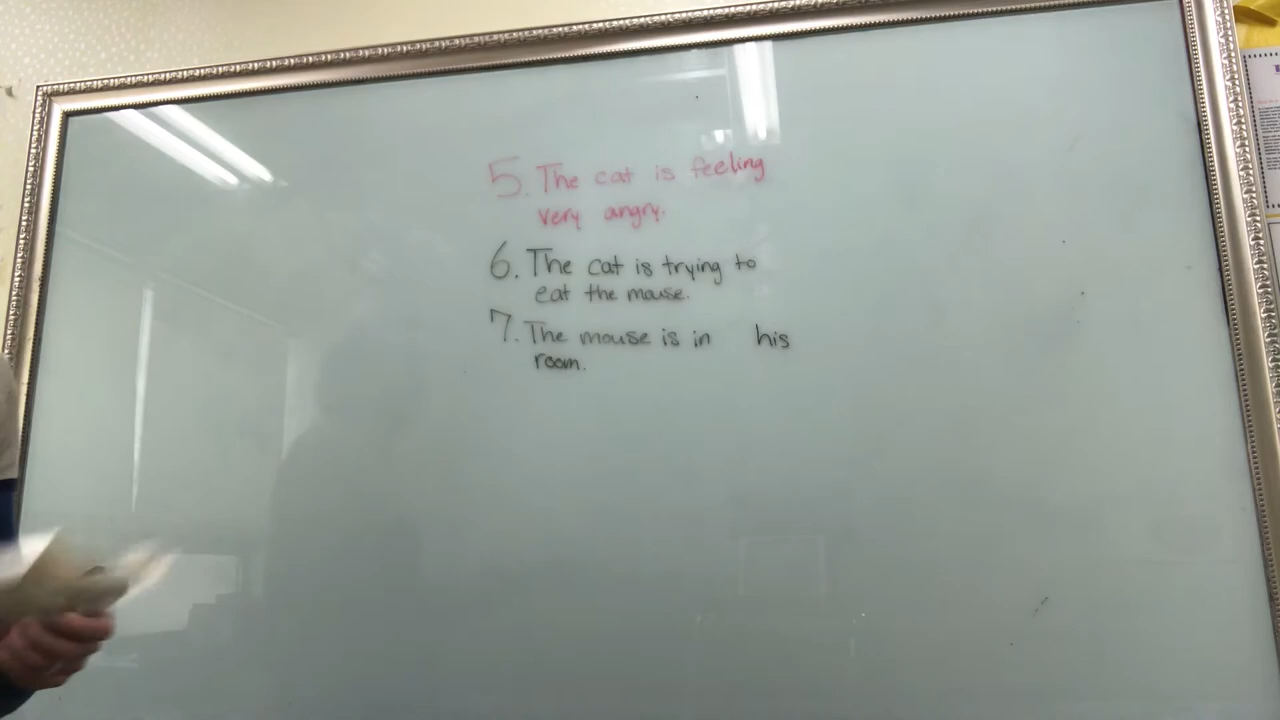 5. The cat is feeling
very angry.
6. The cat is trying to
eat the mouse.
7. The mouse is in his
room.